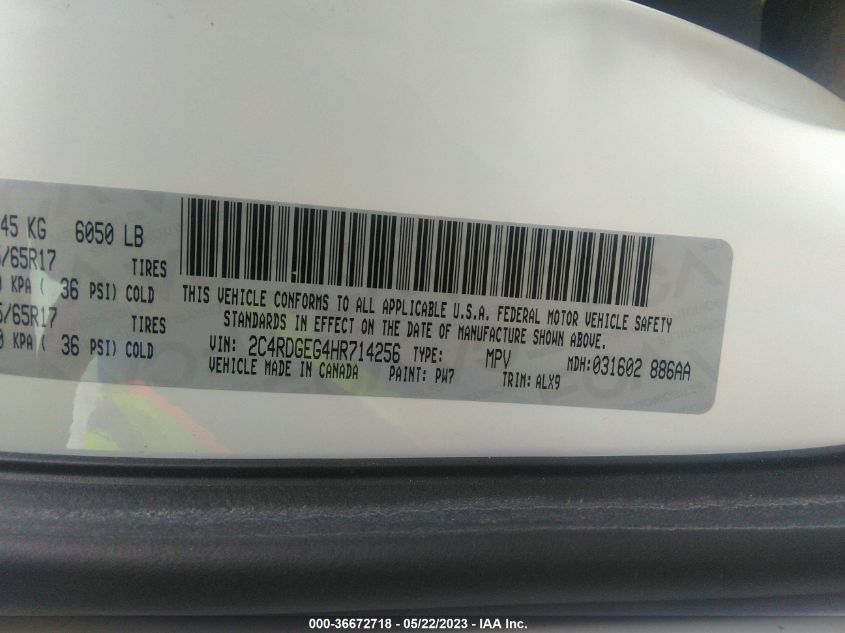 45 KG 6050 LB
/65R17 TIRES
KPA ( 36 PSI) COLD
/65R17 TIRES
KPA ( 36 PSI) COLD
THIS VEHICLE CONFORMS TO ALL APPLICABLE U.S.A. FEDERAL MOTOR VEHICLE SAFETY
STANDARDS IN EFFECT ON THE DATE OF MANUFACTURE SHOWN ABOVE.
VIN: 2C4RDGEG4HR714256 TYPE: MPV MDH:031602 886AA
VEHICLE MADE IN CANADA PAINT: PW7 TRIM: ALX9
000-36672718 - 05/22/2023 - IAA Inc.